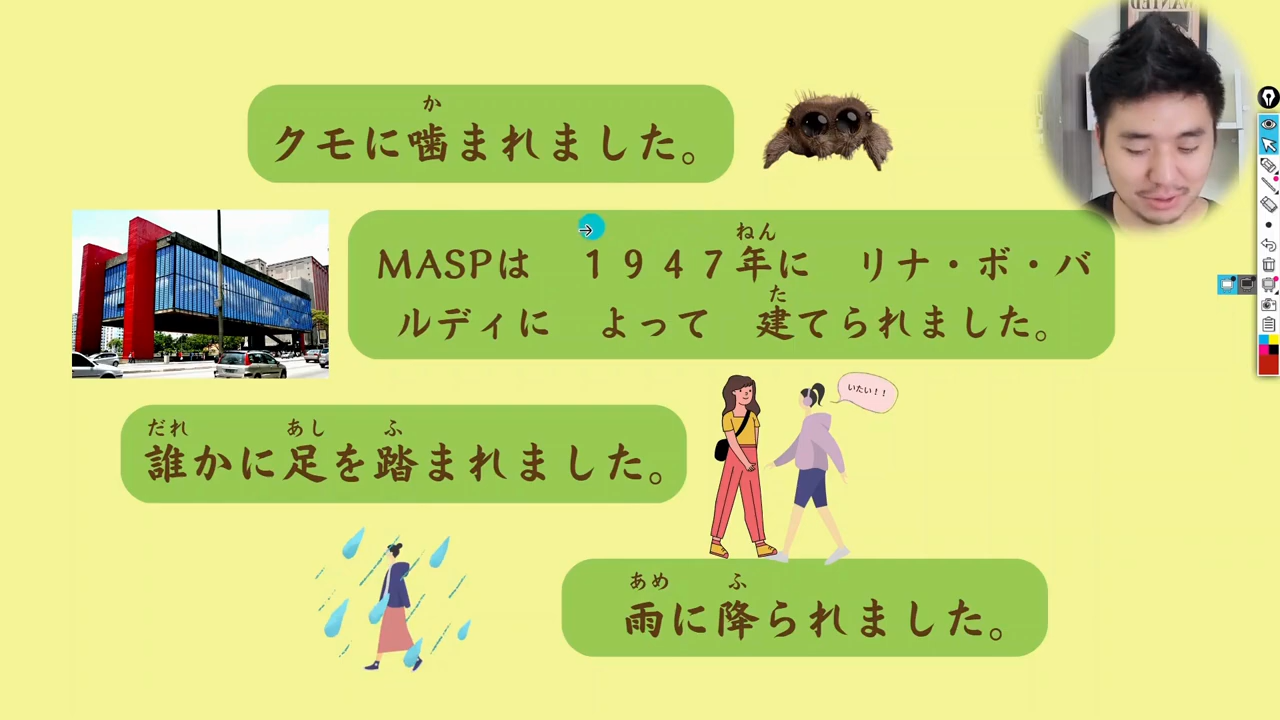 か
クモに噛まれました。
ねん
MASPは 1947年に リナ・ボ・バ
た
ルディに よって 建てられました。
いたい！！
だれ あし ふ
誰かに足を踏まれました。
あめ ふ
雨に降られました。
WANTED